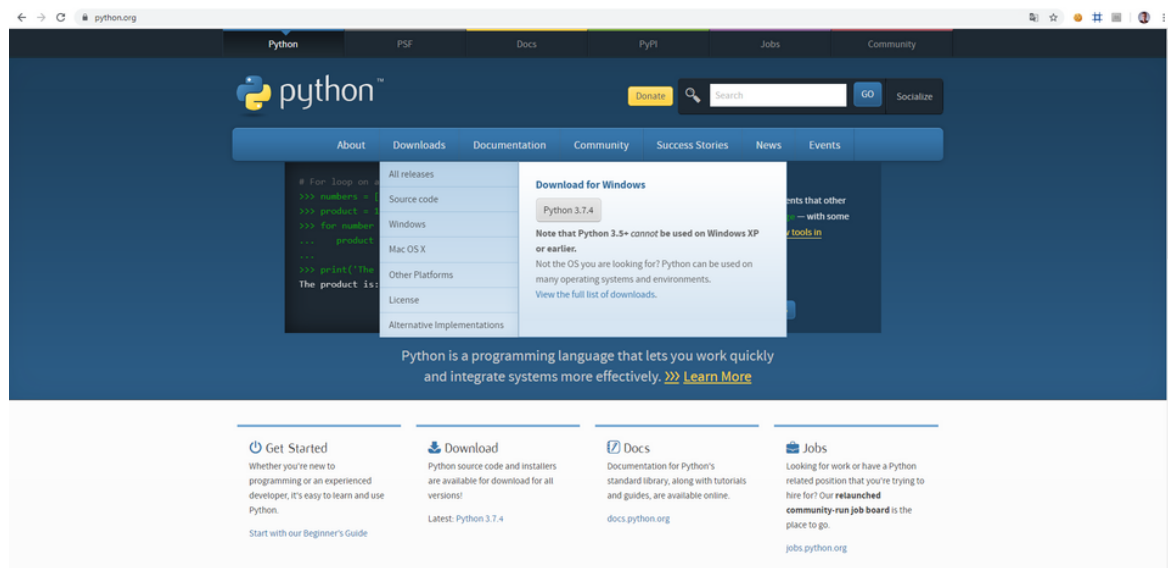 python.org
Python
PSF
Docs
PyPI
Jobs
Community
python™
Donate
Search
GO
Socialize
About
Downloads
Documentation
Community
Success Stories
News
Events
# For loop on a
>>> numbers = [
>>> product = 1
>>> for number
... product
...
>>> print('The
The product is:
All releases
Source code
Windows
Mac OS X
Other Platforms
License
Alternative Implementations
Download for Windows
Python 3.7.4
Note that Python 3.5+ cannot be used on Windows XP
or earlier.
Not the OS you are looking for? Python can be used on
many operating systems and environments.
View the full list of downloads.
ents that other
— with some
tools in
Python is a programming language that lets you work quickly
and integrate systems more effectively. >>> Learn More
Get Started
Whether you're new to
programming or an experienced
developer, it's easy to learn and use
Python.
Start with our Beginner's Guide
Download
Python source code and installers
are available for download for all
versions!
Latest: Python 3.7.4
Docs
Documentation for Python's
standard library, along with tutorials
and guides, are available online.
docs.python.org
Jobs
Looking for work or have a Python
related position that you're trying to
hire for? Our relaunched
community-run job board is the
place to go.
jobs.python.org